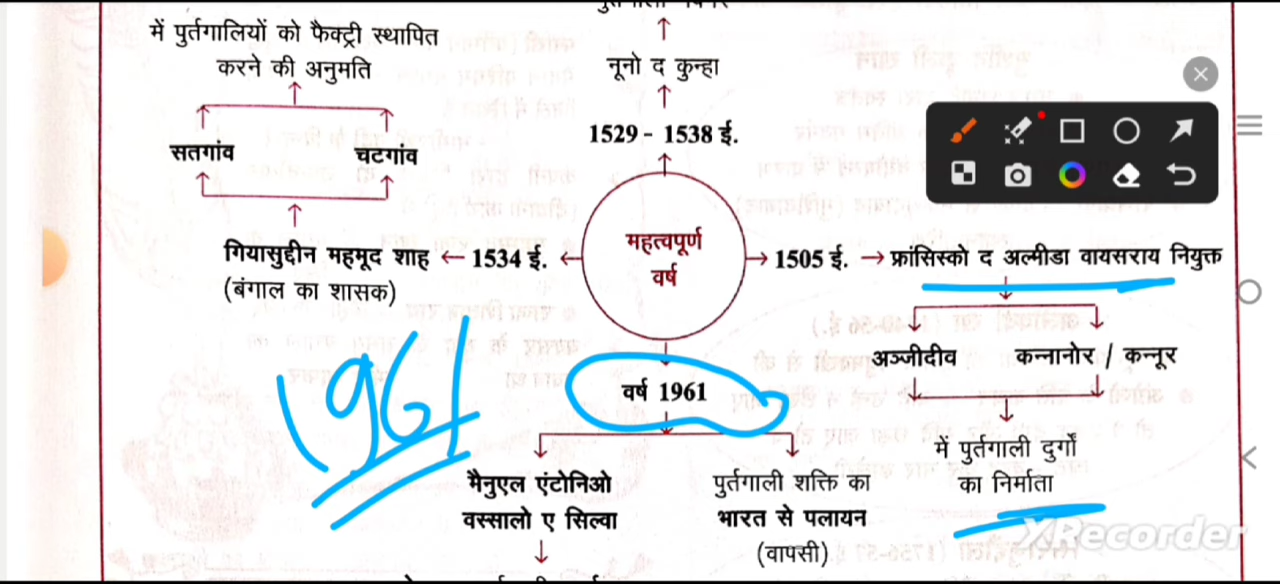 में पुर्तगालियों को फैक्ट्री स्थापित
करने की अनुमति
सतगांव
चटगांव
गियासुद्दीन महमूद शाह ← 1534 ई. ←
(बंगाल का शासक)
नूनो द कुन्हा
1529 - 1538 ई.
महत्वपूर्ण
वर्ष
→ 1505 ई. → फ्रांसिस्को द अल्मीडा वायसराय नियुक्त
अञ्जीदीव
कन्नानोर / कन्नूर
में पुर्तगाली दुर्गों
का निर्माता
1961
वर्ष 1961
मैनुएल एंटोनिओ
वस्सालो ए सिल्वा
पुर्तगाली शक्ति का
भारत से पलायन
(वापसी)
XRecorder